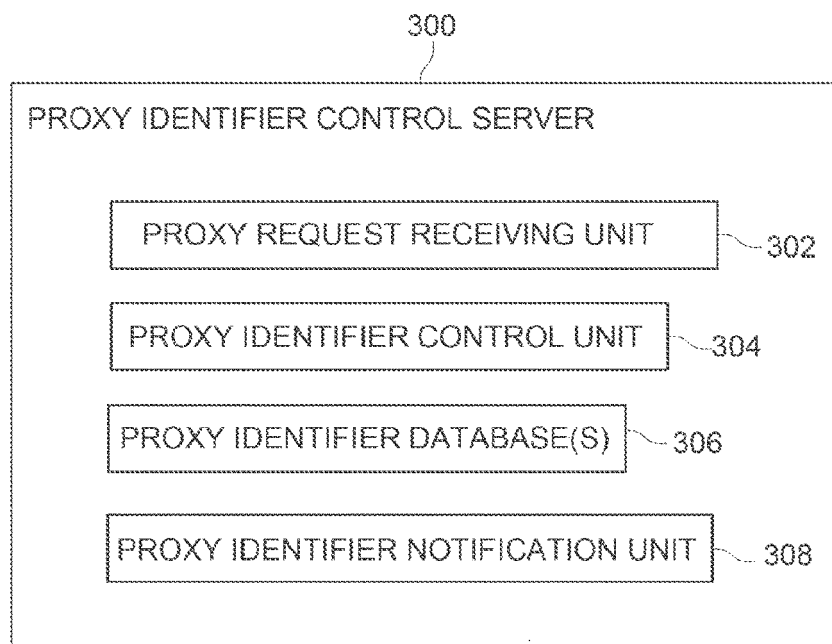 300
PROXY IDENTIFIER CONTROL SERVER
PROXY REQUEST RECEIVING UNIT
302
PROXY IDENTIFIER CONTROL UNIT
304
PROXY IDENTIFIER DATABASE(S)
306
PROXY IDENTIFIER NOTIFICATION UNIT
308